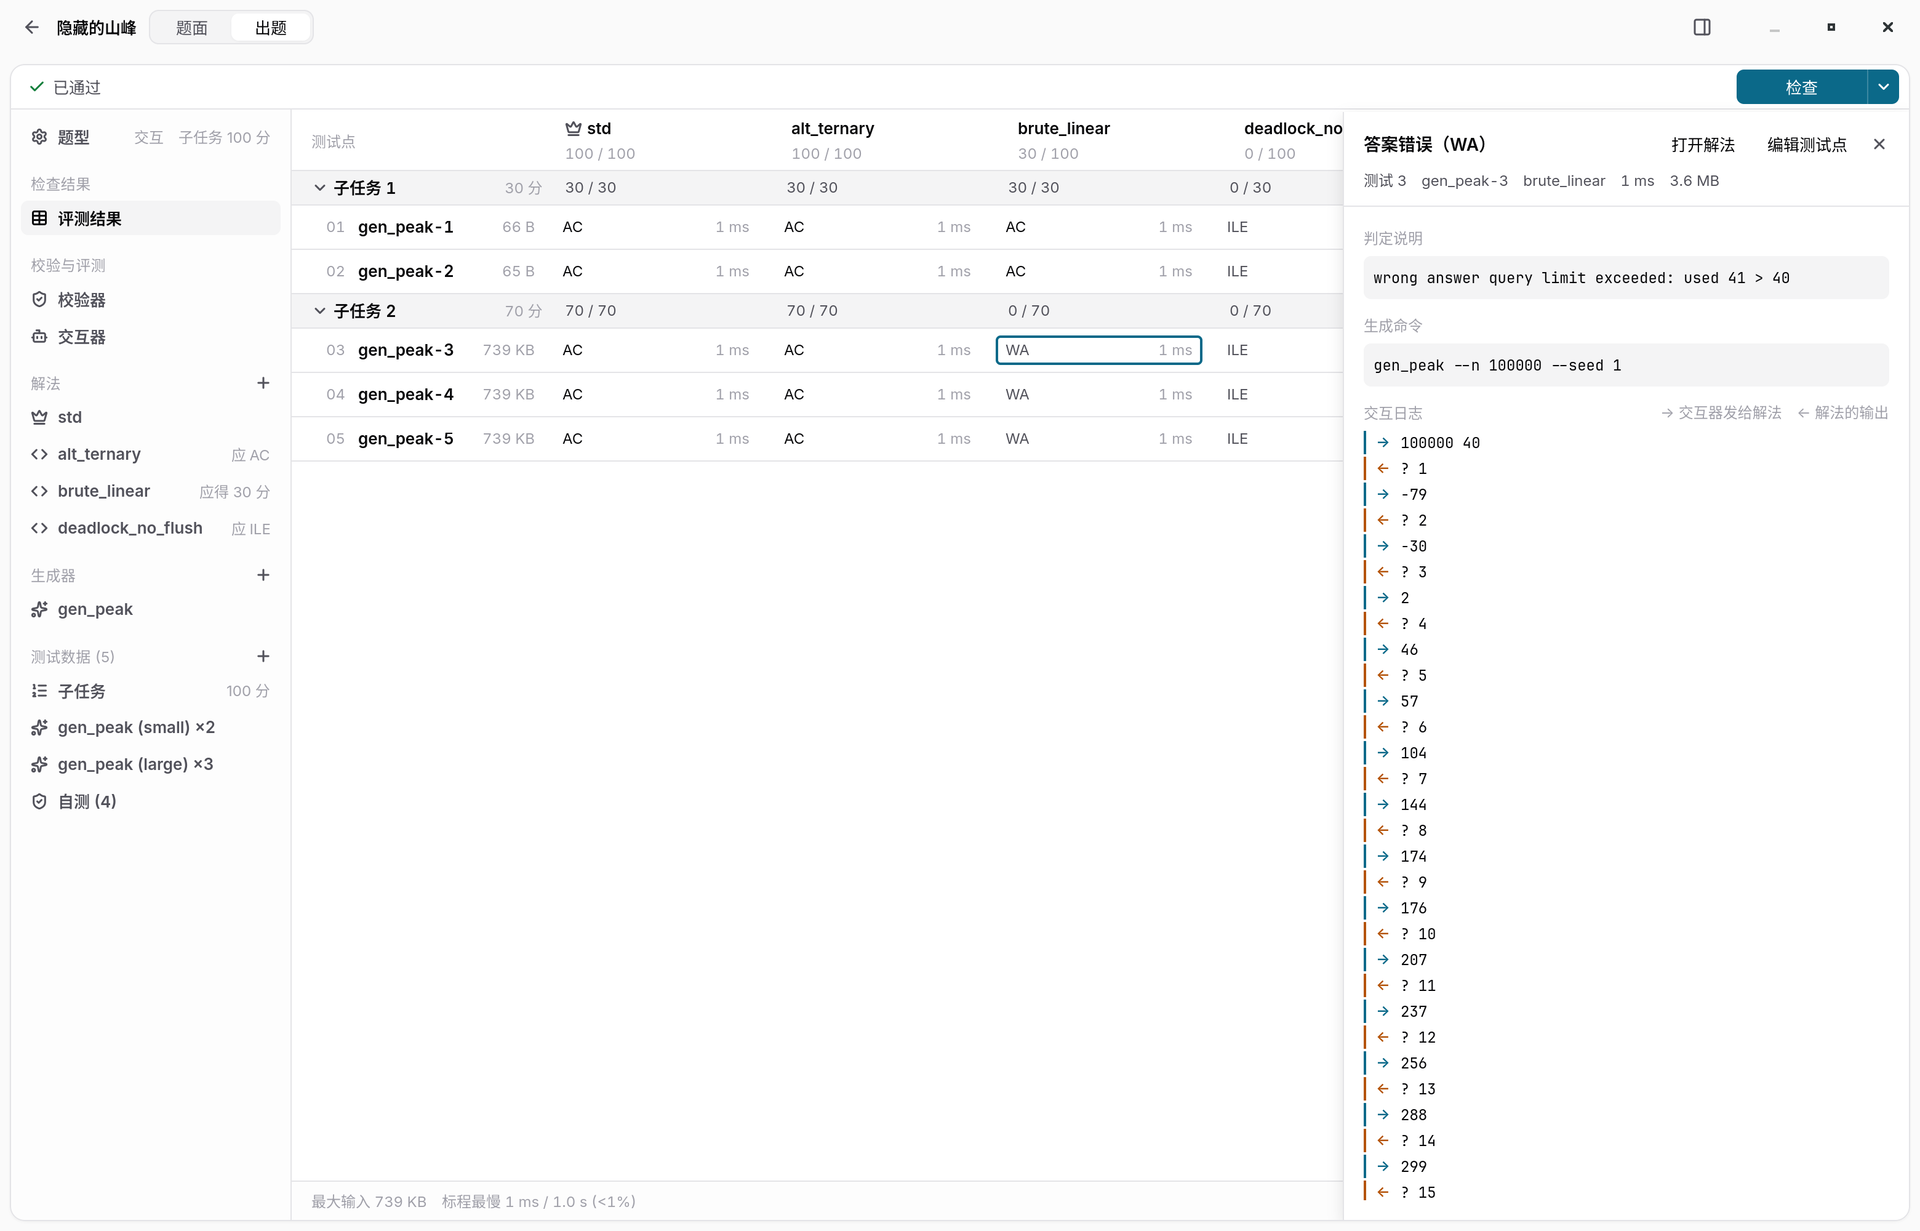 隐藏的山峰 题面 出题
已通过 检查
题型 交互 子任务 100 分
检查结果
评测结果
校验与评测
校验器
交互器
解法
std
alt_ternary 应 AC
brute_linear 应得 30 分
deadlock_no_flush 应 ILE
生成器
gen_peak
测试数据 (5)
子任务 100 分
gen_peak (small) ×2
gen_peak (large) ×3
自测 (4)
测试点 std alt_ternary brute_linear deadlock_no
100 / 100 100 / 100 30 / 100 0 / 100
子任务 1 30 分 30 / 30 30 / 30 30 / 30 0 / 30
01 gen_peak-1 66 B AC 1 ms AC 1 ms AC 1 ms ILE
02 gen_peak-2 65 B AC 1 ms AC 1 ms AC 1 ms ILE
子任务 2 70 分 70 / 70 70 / 70 0 / 70 0 / 70
03 gen_peak-3 739 KB AC 1 ms AC 1 ms WA 1 ms ILE
04 gen_peak-4 739 KB AC 1 ms AC 1 ms WA 1 ms ILE
05 gen_peak-5 739 KB AC 1 ms AC 1 ms WA 1 ms ILE
最大输入 739 KB 标程最慢 1 ms / 1.0 s (<1%)
答案错误（WA） 打开解法 编辑测试点
测试 3 gen_peak-3 brute_linear 1 ms 3.6 MB
判定说明
wrong answer query limit exceeded: used 41 > 40
生成命令
gen_peak --n 100000 --seed 1
交互日志 → 交互器发给解法 ← 解法的输出
→ 100000 40
← ? 1
→ -79
← ? 2
→ -30
← ? 3
→ 2
← ? 4
→ 46
← ? 5
→ 57
← ? 6
→ 104
← ? 7
→ 144
← ? 8
→ 174
← ? 9
→ 176
← ? 10
→ 207
← ? 11
→ 237
← ? 12
→ 256
← ? 13
→ 288
← ? 14
→ 299
← ? 15